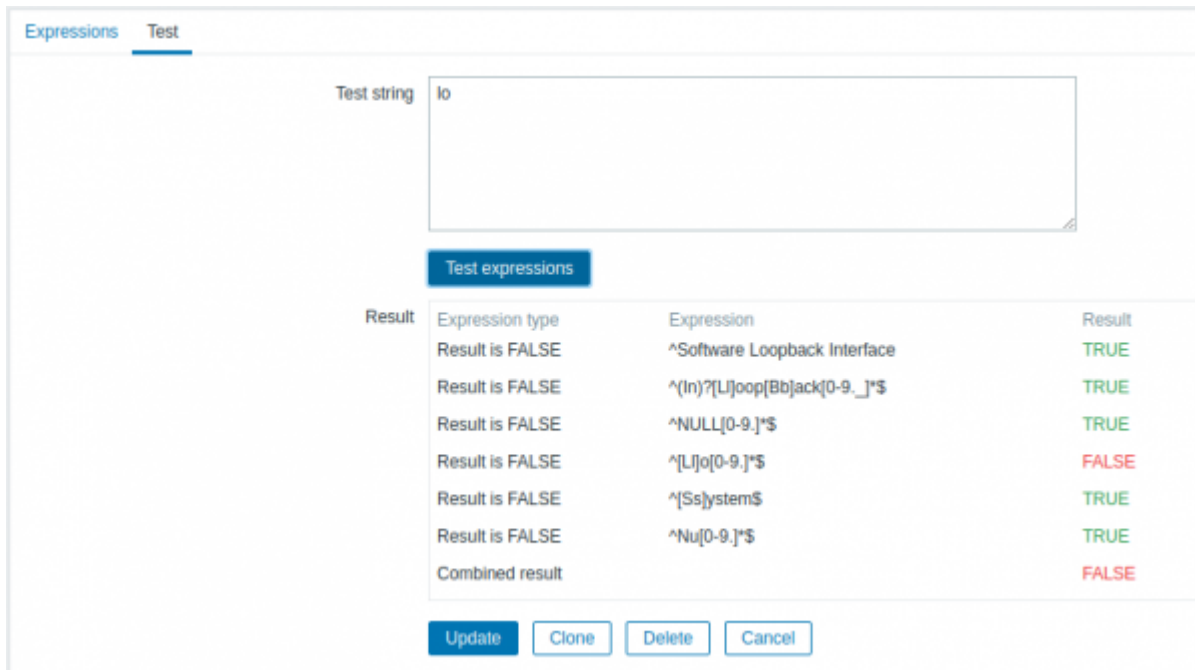 Expressions Test
Test string lo
Test expressions
Result Expression type Expression Result
Result is FALSE ^Software Loopback Interface TRUE
Result is FALSE ^(In)?[Ll]oop[Bb]ack[0-9._]*$ TRUE
Result is FALSE ^NULL[0-9.]*$ TRUE
Result is FALSE ^[Ll]o[0-9.]*$ FALSE
Result is FALSE ^[Ss]ystem$ TRUE
Result is FALSE ^Nu[0-9.]*$ TRUE
Combined result FALSE
Update Clone Delete Cancel